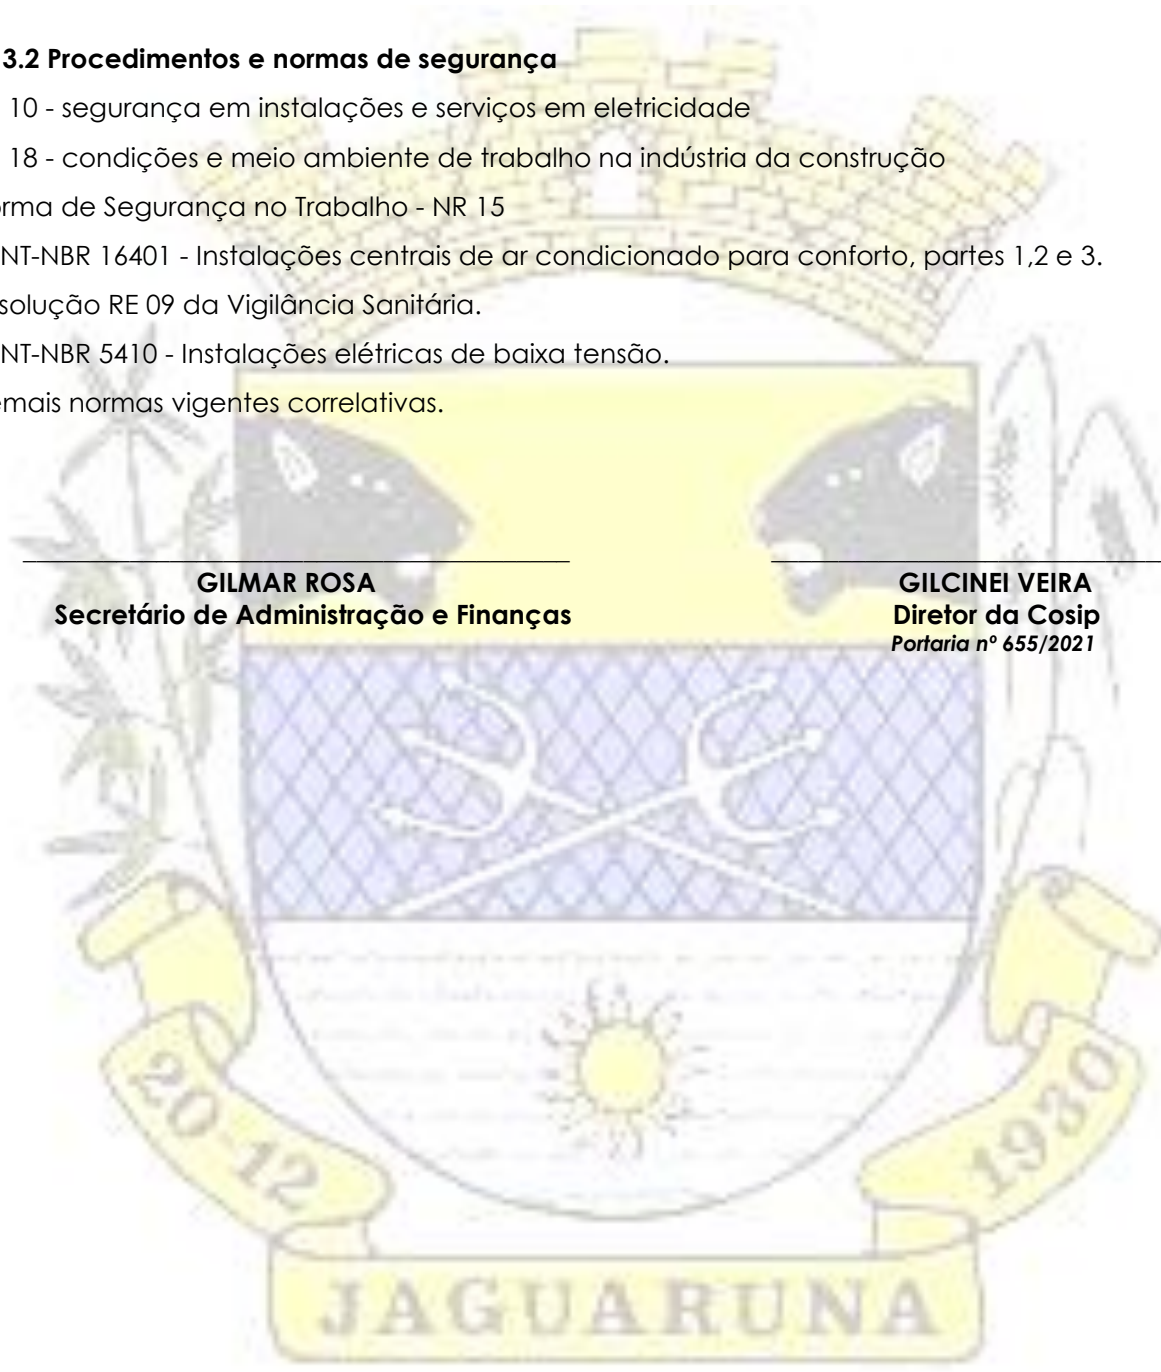 3.2 Procedimentos e normas de segurança
10 - segurança em instalações e serviços em eletricidade
18 - condições e meio ambiente de trabalho na indústria da construção
orma de Segurança no Trabalho - NR 15
NT-NBR 16401 - Instalações centrais de ar condicionado para conforto, partes 1,2 e 3.
solução RE 09 da Vigilância Sanitária.
NT-NBR 5410 - Instalações elétricas de baixa tensão.
emais normas vigentes correlativas.
GILMAR ROSA
Secretário de Administração e Finanças
GILCINEI VEIRA
Diretor da Cosip
Portaria nº 655/2021
20-12
1930
JAGUARUNA